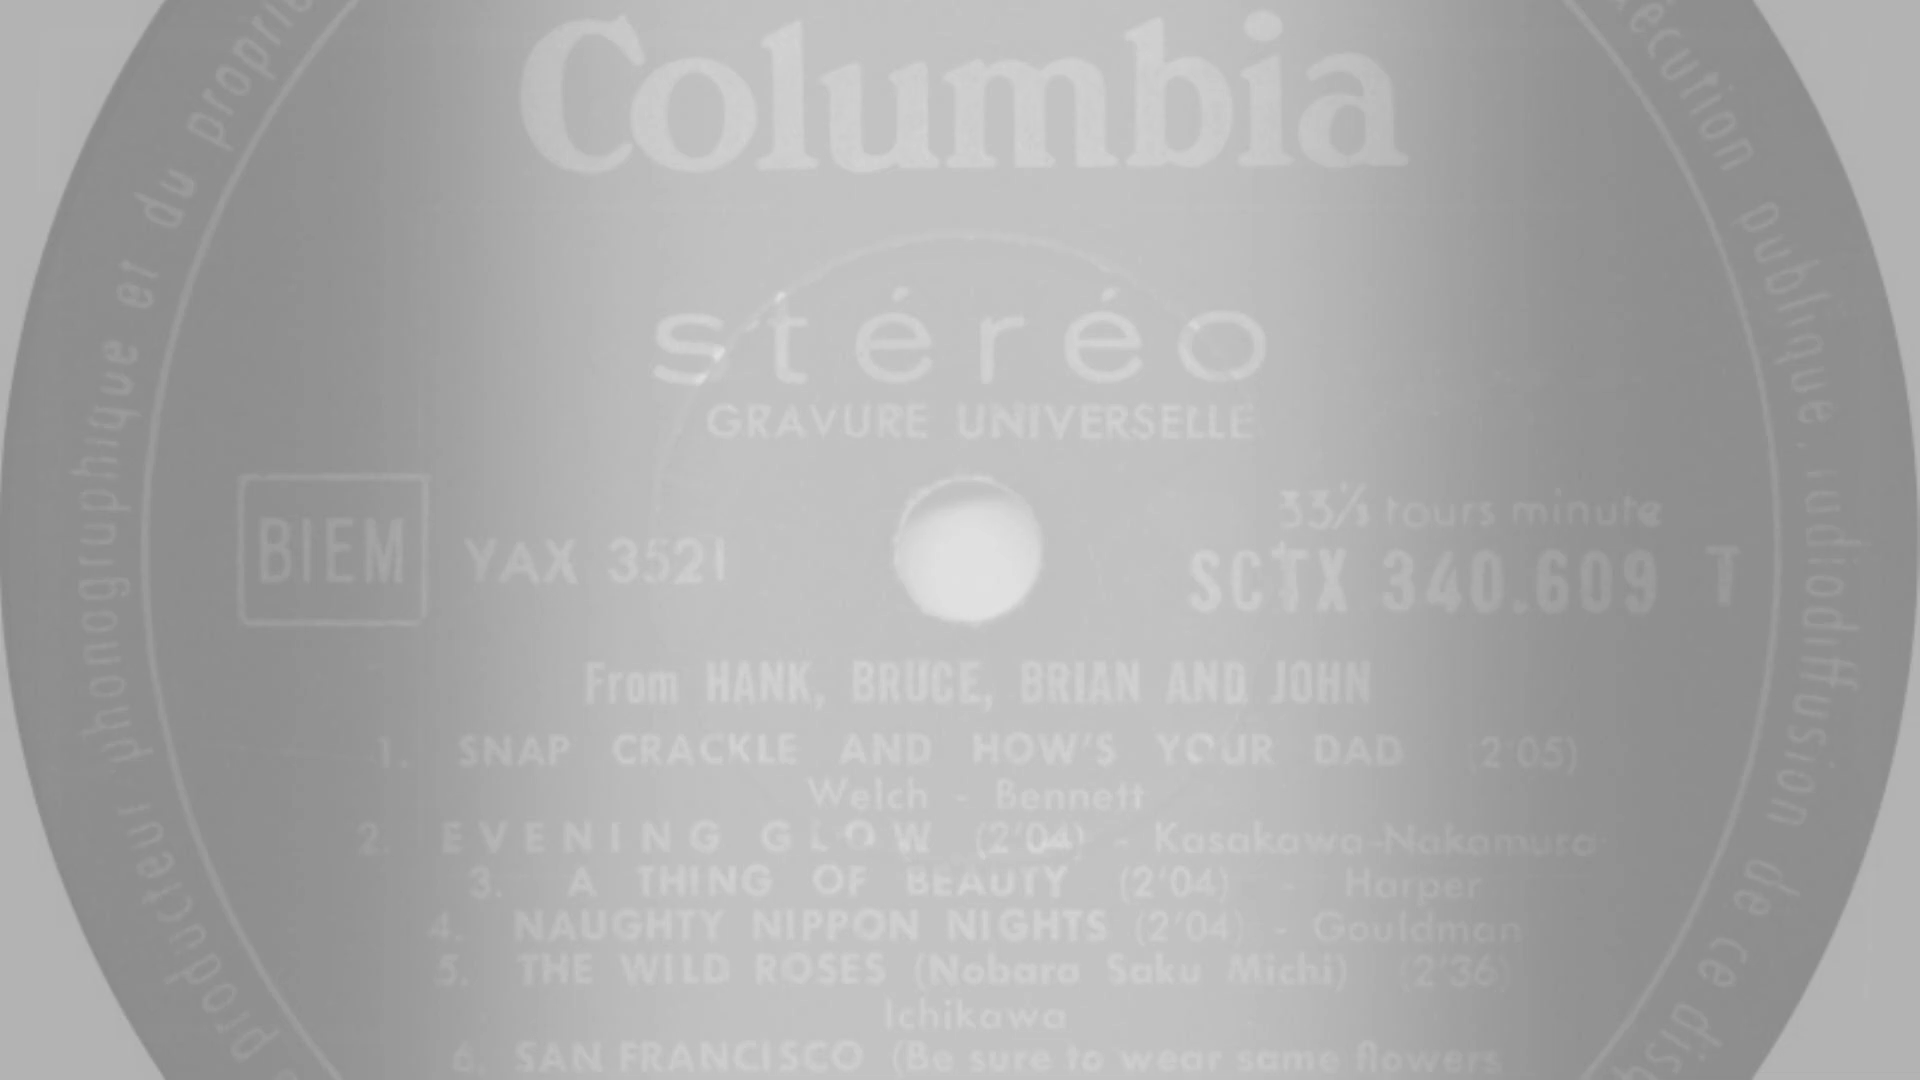 Columbia
stéréo
GRAVURE UNIVERSELLE
BIEM
YAX 3521
33⅓ tours minute
SCTX 340.609 T
From HANK, BRUCE, BRIAN AND JOHN
1. SNAP CRACKLE AND HOW'S YOUR DAD (2'05)
Welch - Bennett
2. EVENING GLOW (2'04) - Kasakawa-Nakamura
3. A THING OF BEAUTY (2'04) - Harper
4. NAUGHTY NIPPON NIGHTS (2'04) - Gouldman
5. THE WILD ROSES (Nobara Saku Michi) (2'36)
Ichikawa
6. SAN FRANCISCO (Be sure to wear same flowers
producteur phonographique et du
exécution publique, radiodiffusion de ce